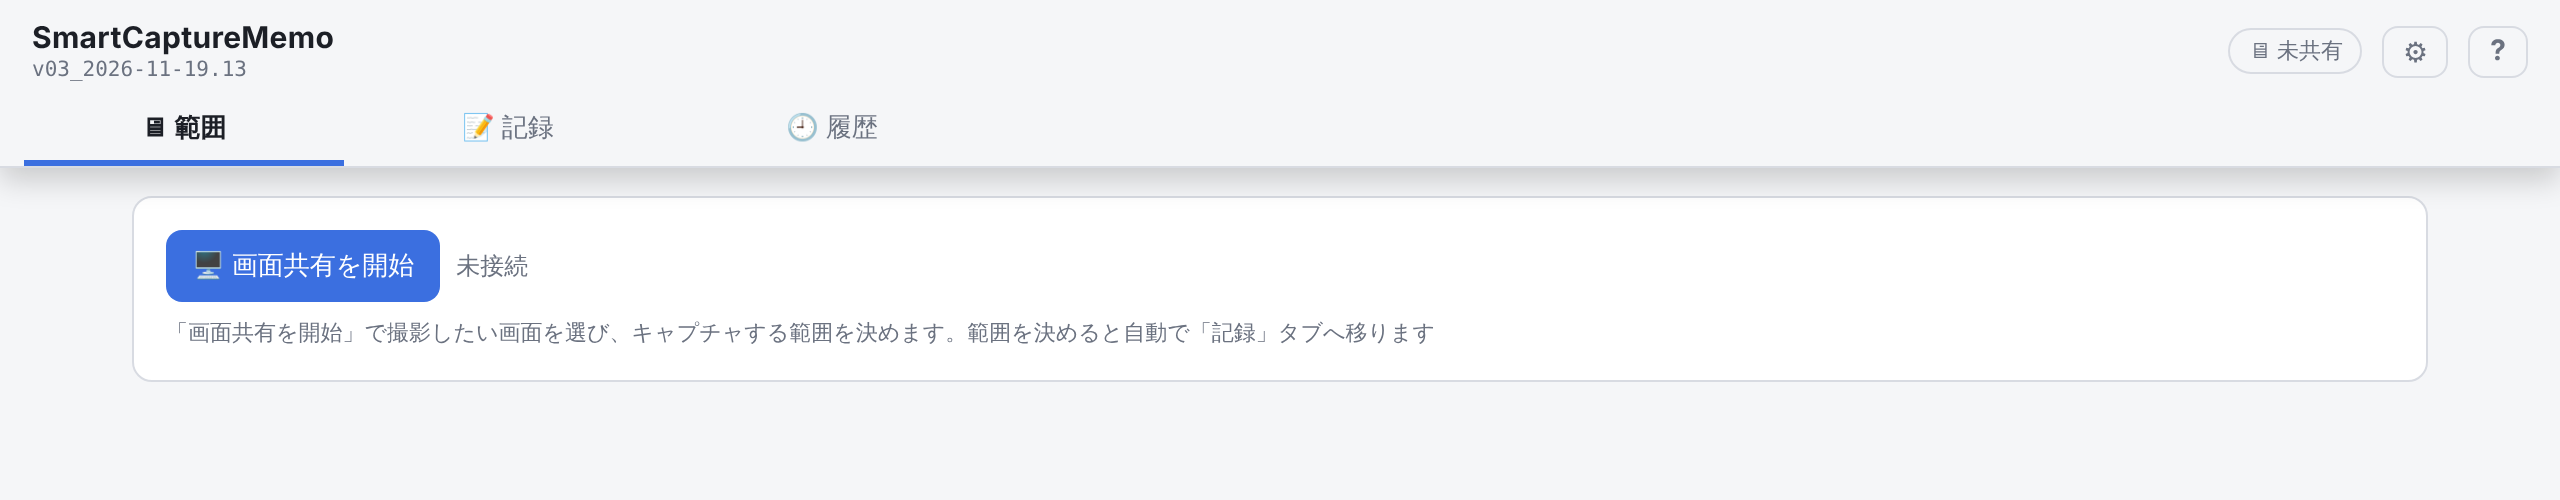 SmartCaptureMemo
v03_2026-11-19.13
🖥 未共有
⚙
?
🖥 範囲
📝 記録
🕘 履歴
🖥️ 画面共有を開始
未接続
「画面共有を開始」で撮影したい画面を選び、キャプチャする範囲を決めます。範囲を決めると自動で「記録」タブへ移ります